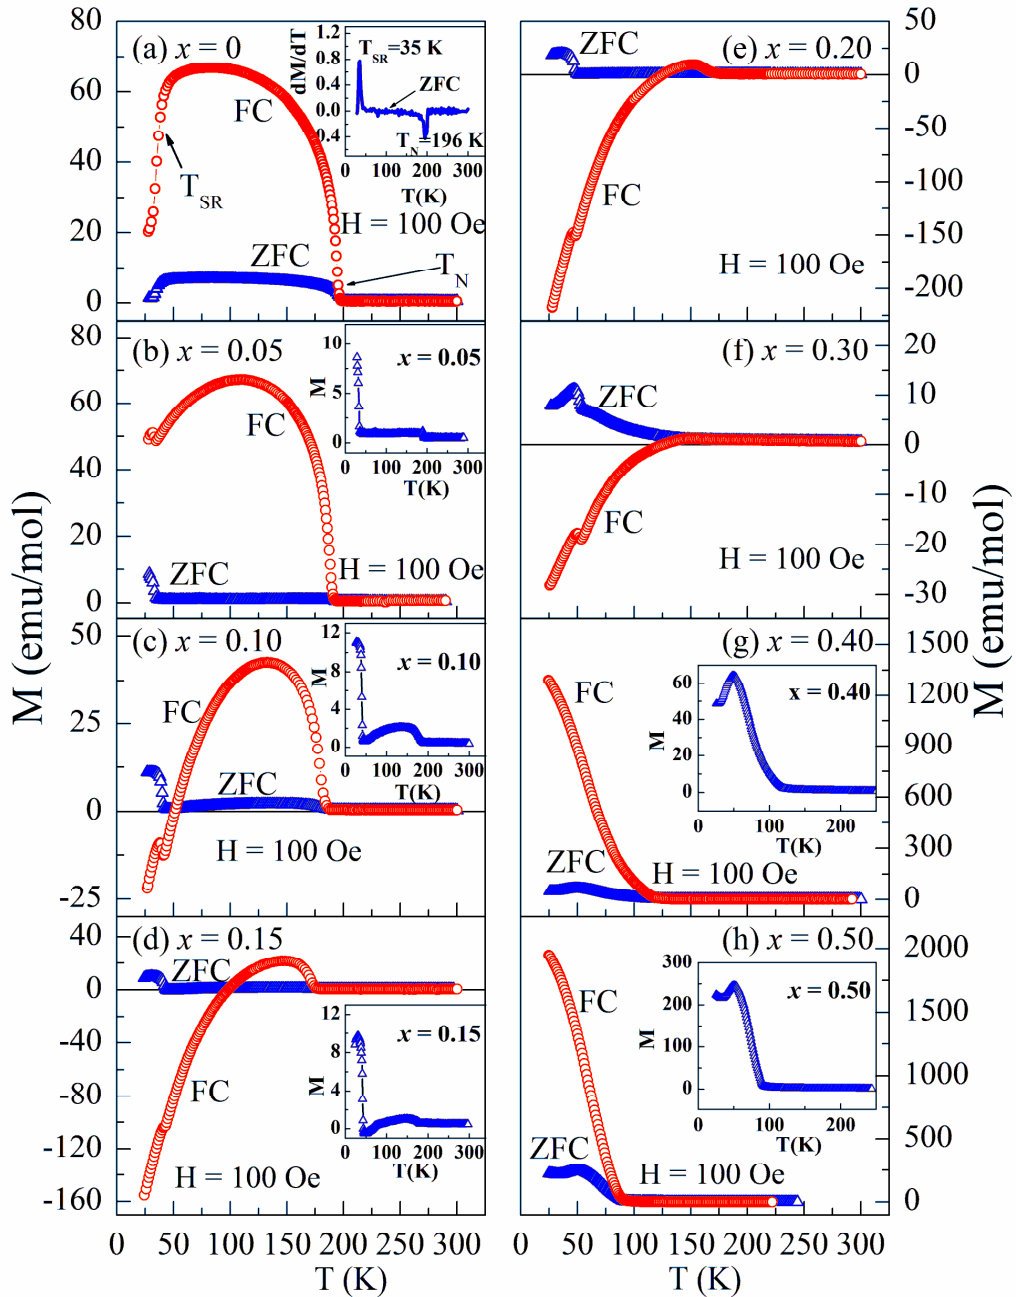 80
60
40
20
0
(a) x = 0
FC
T_SR
ZFC
H = 100 Oe
T_N
1.2
0.8
0.4
0.0
0.4
dM/dT
T_SR=35 K
ZFC
T_N=196 K
0 100 200 300
T(K)
80
60
40
20
0
(b) x = 0.05
FC
ZFC
H = 100 Oe
10
5
0
M
x = 0.05
0 100 200 300
T(K)
50
25
0
-25
(c) x = 0.10
FC
ZFC
H = 100 Oe
12
8
4
0
M
x = 0.10
0 100 200 300
T(K)
40
0
-40
-80
-120
-160
(d) x = 0.15
ZFC
FC
H = 100 Oe
12
8
4
0
M
x = 0.15
0 100 200 300
T(K)
0 50 100 150 200 250 300
T (K)
M (emu/mol)
(e) x = 0.20
ZFC
FC
H = 100 Oe
50
0
-50
-100
-150
-200
(f) x = 0.30
ZFC
FC
H = 100 Oe
20
10
0
-10
-20
-30
(g) x = 0.40
FC
ZFC
H = 100 Oe
60
40
20
0
M
x = 0.40
0 100 200
T(K)
1500
1200
900
600
300
0
(h) x = 0.50
FC
ZFC
H = 100 Oe
300
200
100
0
M
x = 0.50
0 100 200
T(K)
2000
1500
1000
500
0
0 50 100 150 200 250 300
T (K)
M (emu/mol)